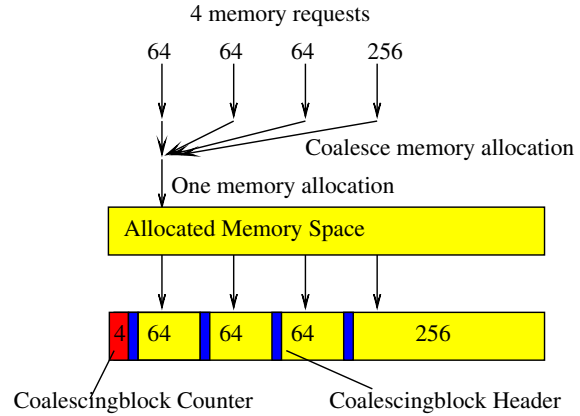 4 memory requests
64 64 64 256
Coalesce memory allocation
One memory allocation
Allocated Memory Space
4 64 64 64 256
Coalescingblock Counter Coalescingblock Header